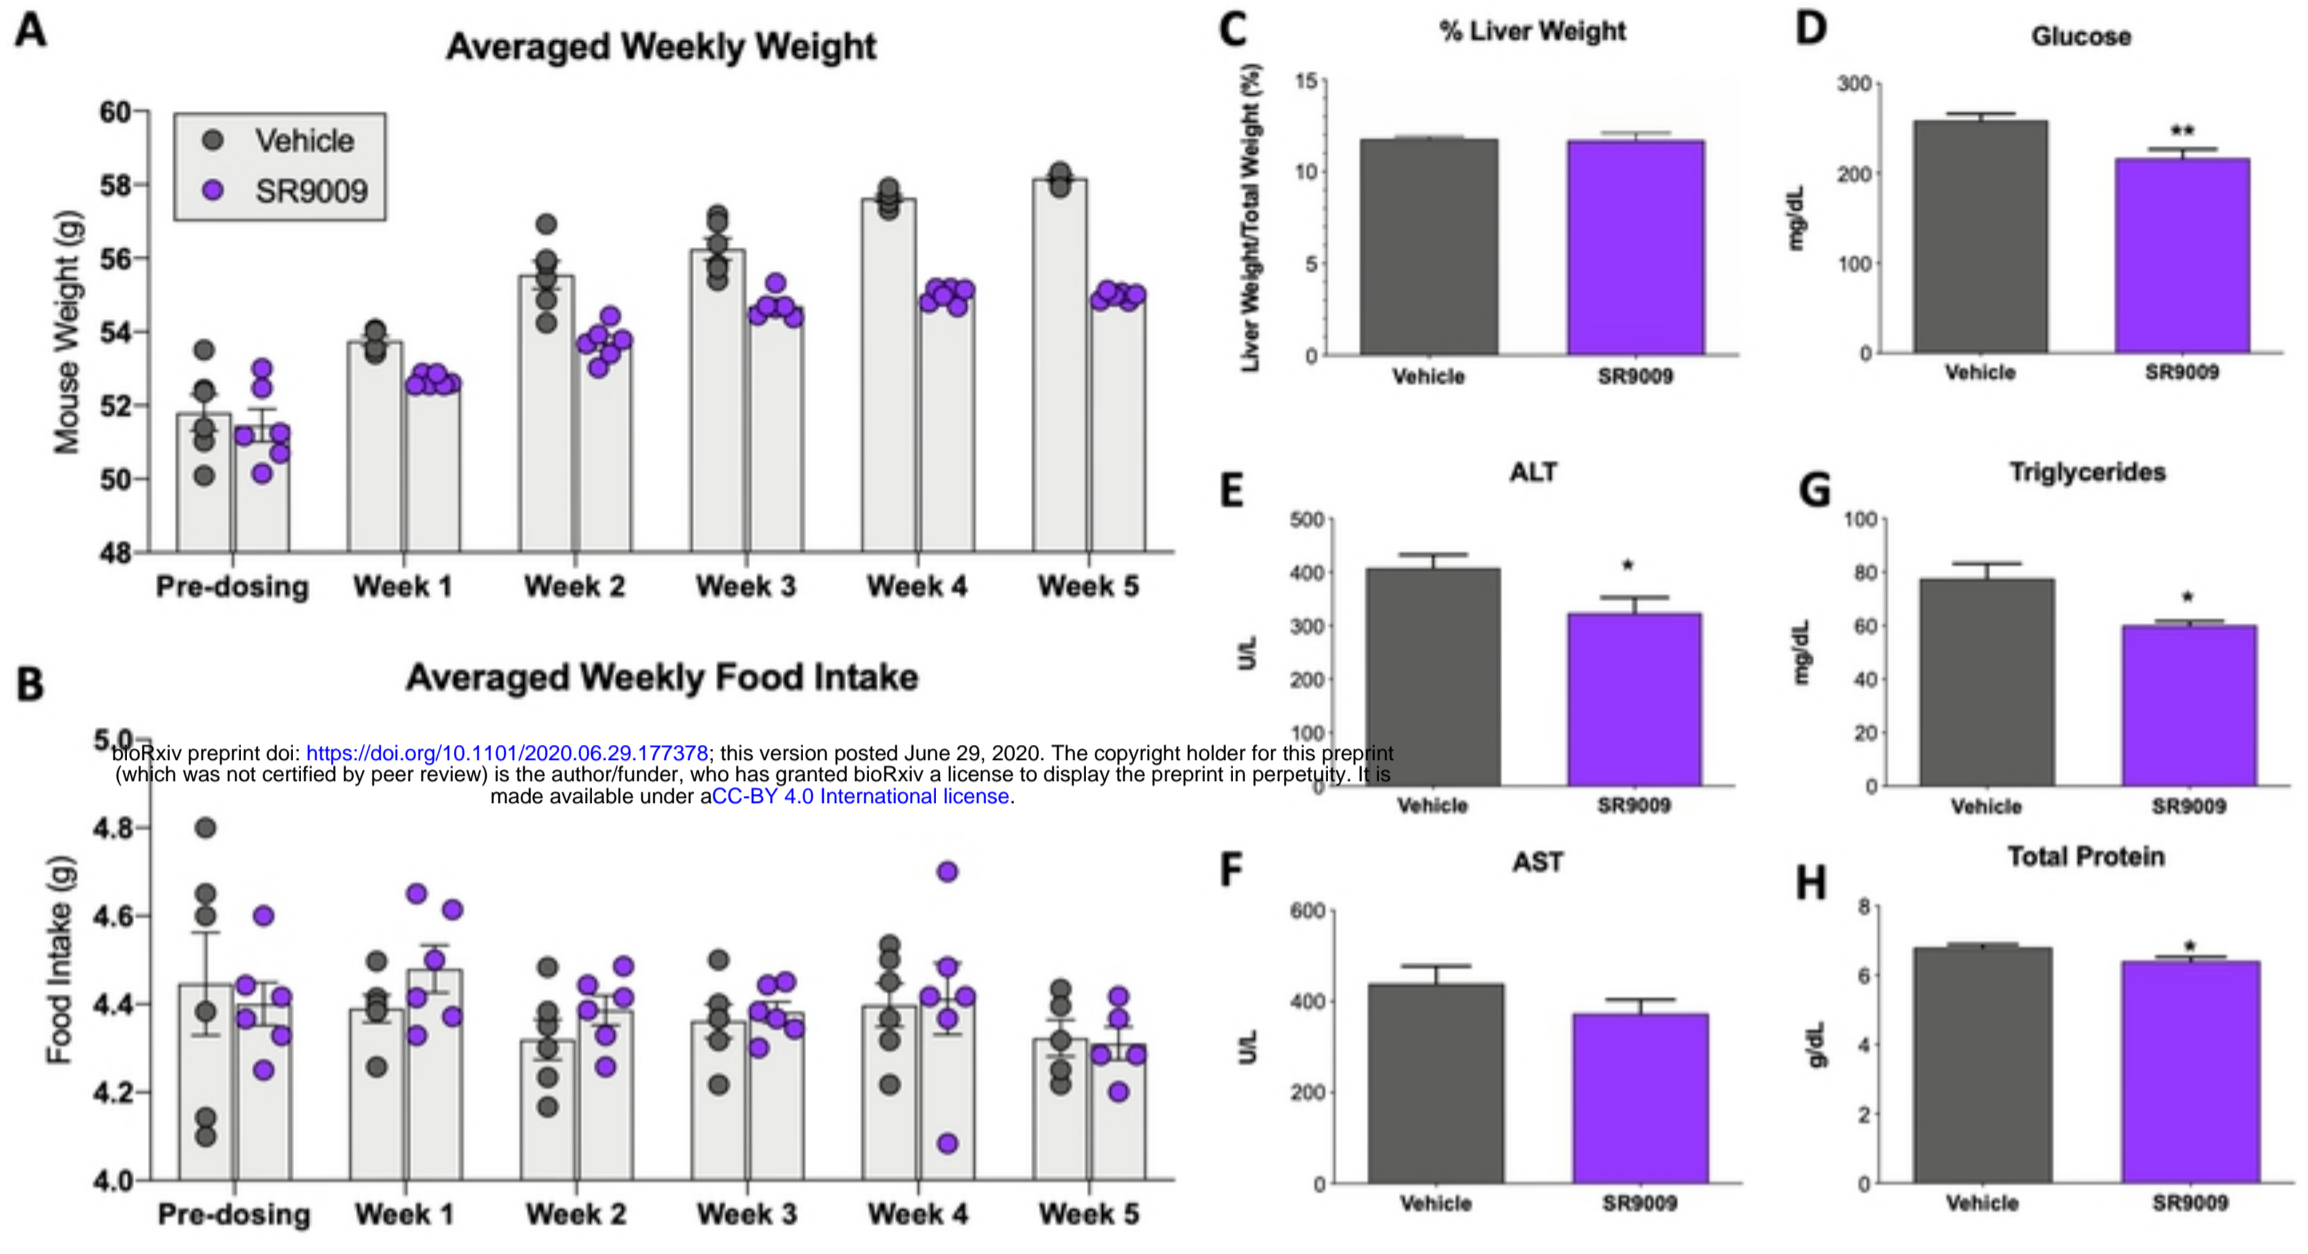 A
Averaged Weekly Weight
Mouse Weight (g)
60
58
56
54
52
50
48
Vehicle
SR9009
Pre-dosing
Week 1
Week 2
Week 3
Week 4
Week 5
B
Averaged Weekly Food Intake
Food Intake (g)
5.0
4.8
4.6
4.4
4.2
4.0
bioRxiv preprint doi: https://doi.org/10.1101/2020.06.29.177378; this version posted June 29, 2020. The copyright holder for this preprint
(which was not certified by peer review) is the author/funder, who has granted bioRxiv a license to display the preprint in perpetuity. It is
made available under aCC-BY 4.0 International license.
Pre-dosing
Week 1
Week 2
Week 3
Week 4
Week 5
C
% Liver Weight
Liver Weight/Total Weight (%)
15
10
5
0
Vehicle
SR9009
D
Glucose
mg/dL
300
200
100
0
**
Vehicle
SR9009
E
ALT
U/L
500
400
300
200
100
0
*
Vehicle
SR9009
G
Triglycerides
mg/dL
100
80
60
40
20
0
*
Vehicle
SR9009
F
AST
U/L
600
400
200
0
Vehicle
SR9009
H
Total Protein
g/dL
8
6
4
2
0
*
Vehicle
SR9009